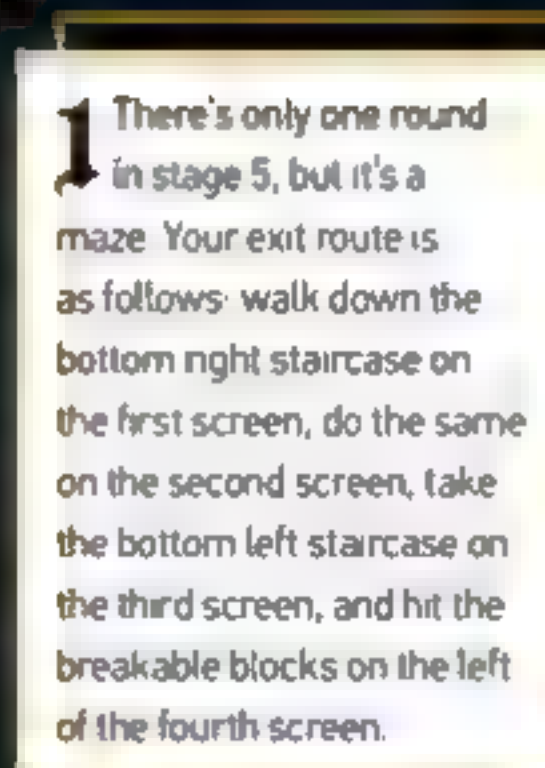 1 There's only one round
in stage 5, but it's a
maze. Your exit route is
as follows: walk down the
bottom right staircase on
the first screen, do the same
on the second screen, take
the bottom left staircase on
the third screen, and hit the
breakable blocks on the left
of the fourth screen.